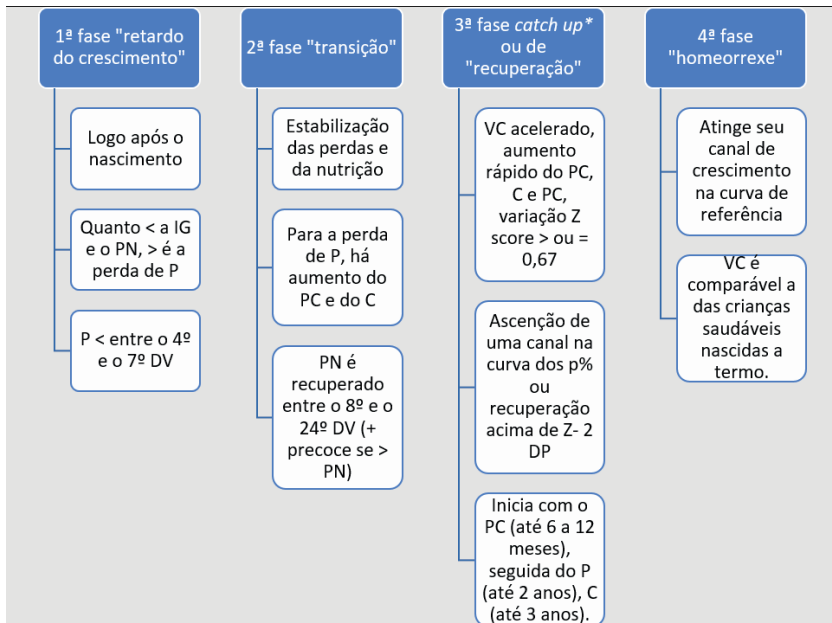 1ª fase "retardo
do crescimento"
Logo após o
nascimento
Quanto < a IG
e o PN, > é a
perda de P
P < entre o 4º
e o 7º DV
2ª fase "transição"
Estabilização
das perdas e
da nutrição
Para a perda
de P, há
aumento do
PC e do C
PN é
recuperado
entre o 8º e o
24º DV (+
precoce se >
PN)
3ª fase catch up*
ou de
"recuperação"
VC acelerado,
aumento
rápido do PC,
C e PC,
variação Z
score > ou =
0,67
Ascenção de
uma canal na
curva dos p%
ou
recuperação
acima de Z- 2
DP
Inicia com o
PC (até 6 a 12
meses),
seguida do P
(até 2 anos), C
(até 3 anos).
4ª fase
"homeorrexe"
Atinge seu
canal de
crescimento
na curva de
referência
VC é
comparável a
das crianças
saudáveis
nascidas a
termo.